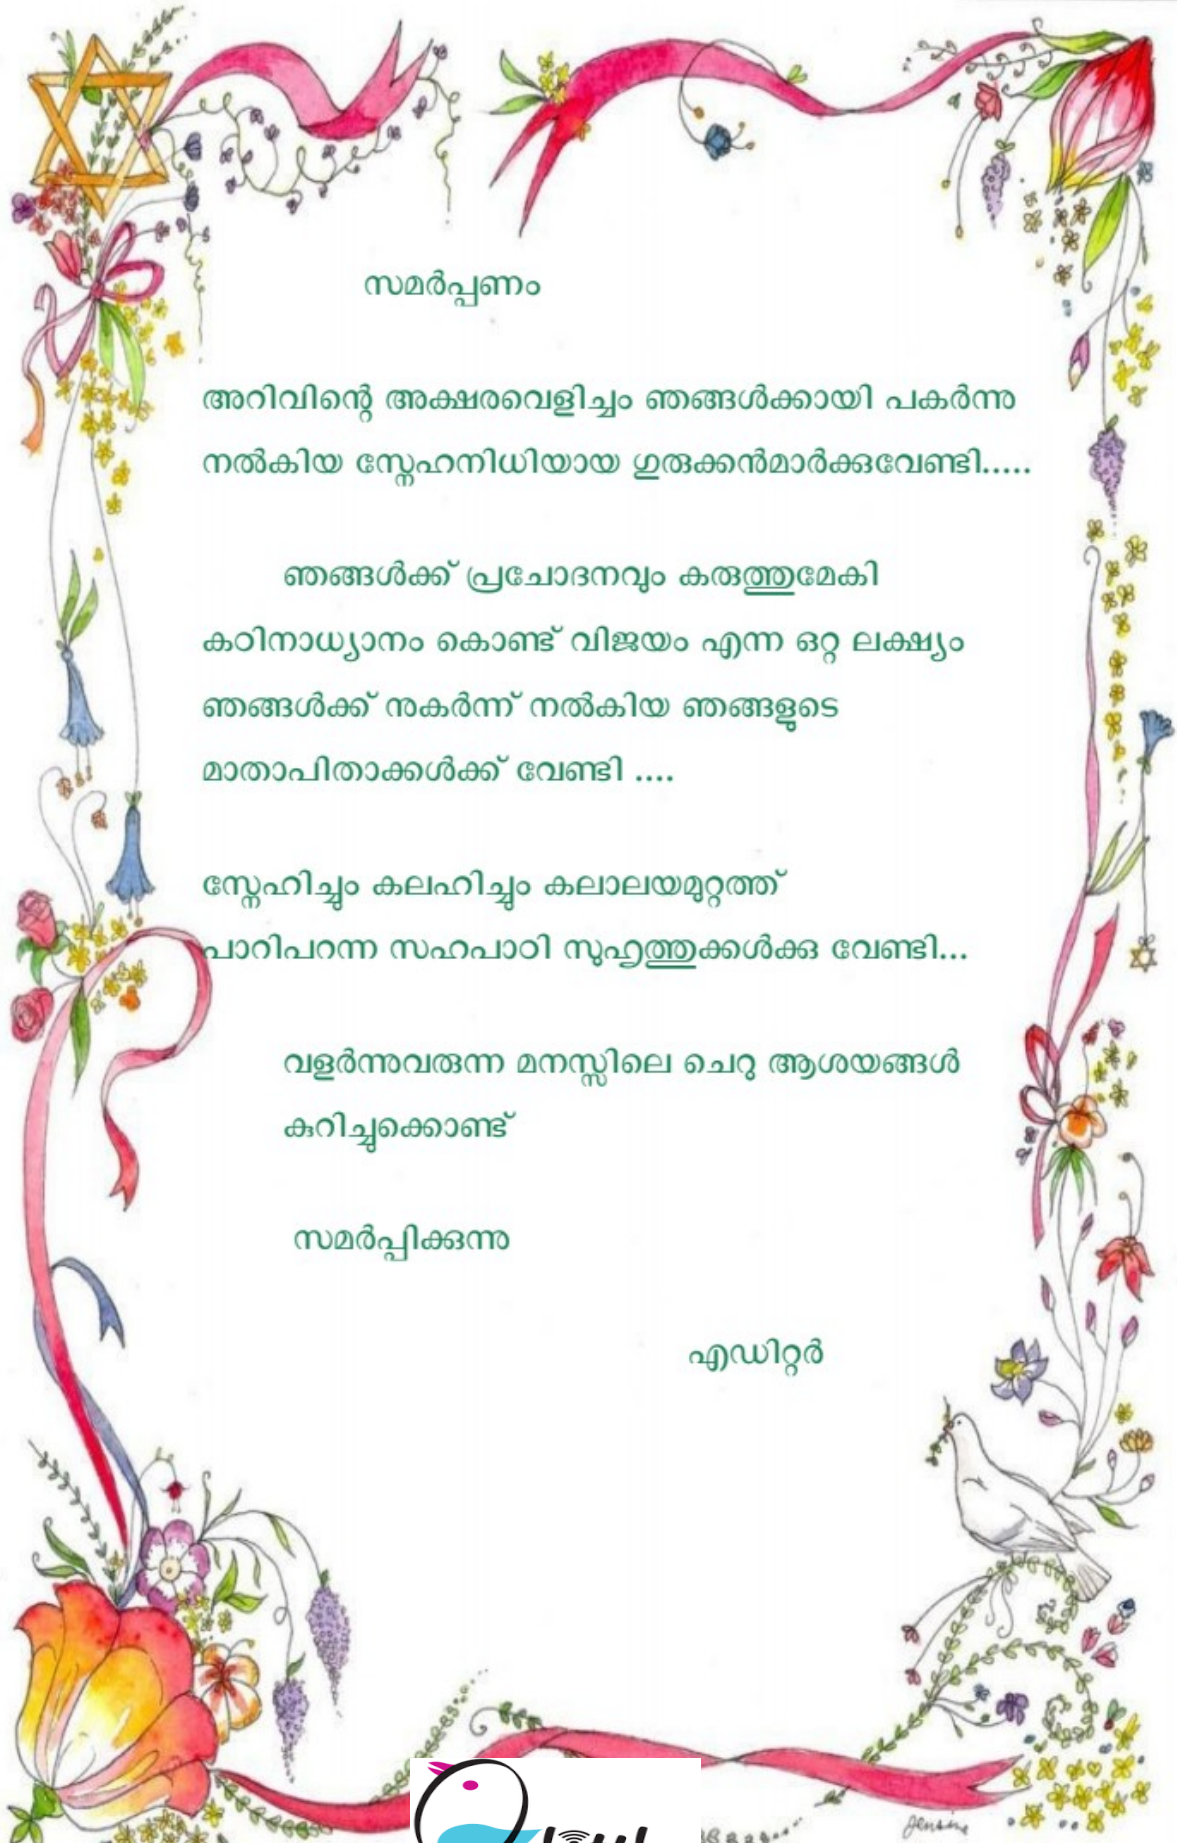 സമർപ്പണം
അറിവിന്റെ അക്ഷരവെളിച്ചം ഞങ്ങൾക്കായി പകർന്നു
നൽകിയ സ്നേഹനിധിയായ ഗുരുക്കൻമാർക്കുവേണ്ടി.....
ഞങ്ങൾക്ക് പ്രചോദനവും കരുത്തുമേകി
കഠിനാധ്യാനം കൊണ്ട് വിജയം എന്ന ഒറ്റ ലക്ഷ്യം
ഞങ്ങൾക്ക് നുകർന്ന് നൽകിയ ഞങ്ങളുടെ
മാതാപിതാക്കൾക്ക് വേണ്ടി ....
സ്നേഹിച്ചും കലഹിച്ചും കലാലയമുറ്റത്ത്
പാറിപറന്ന സഹപാഠി സുഹൃത്തുക്കൾക്കു വേണ്ടി...
വളർന്നുവരുന്ന മനസ്സിലെ ചെറു ആശയങ്ങൾ
കുറിച്ചുക്കൊണ്ട്
സമർപ്പിക്കുന്നു
എഡിറ്റർ